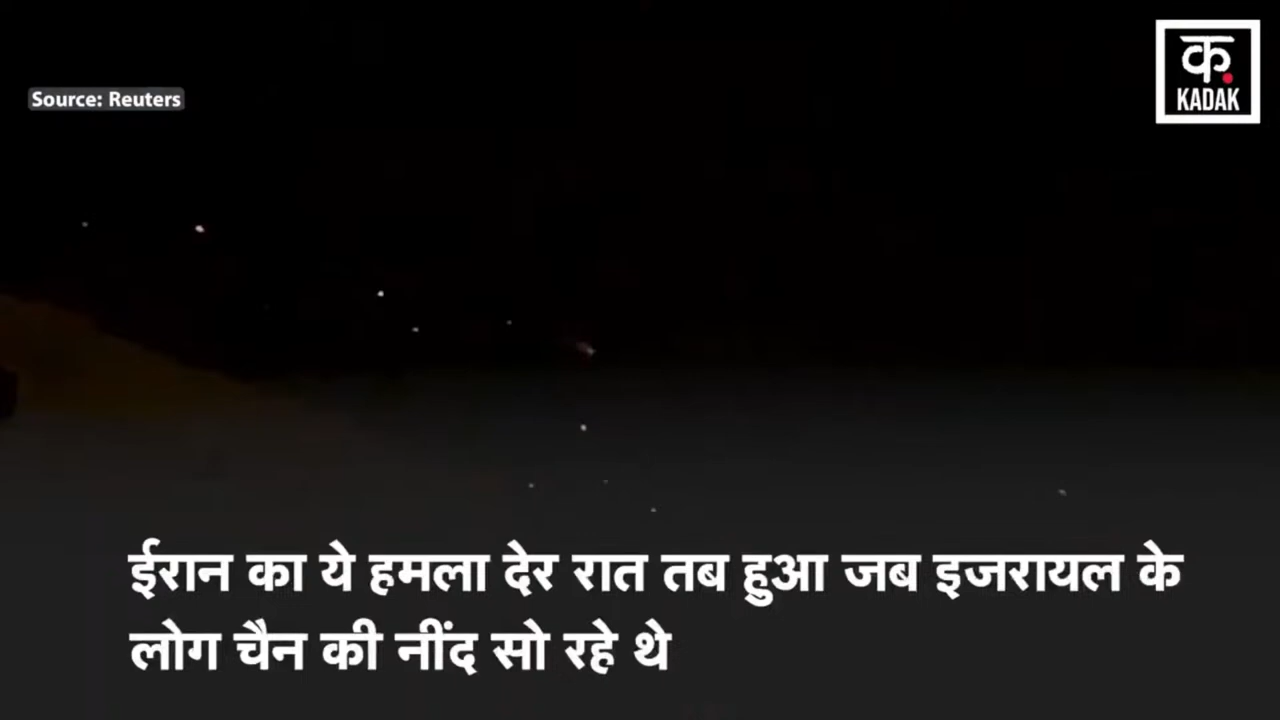 Source: Reuters
क.
KADAK
ईरान का ये हमला देर रात तब हुआ जब इजरायल के
लोग चैन की नींद सो रहे थे